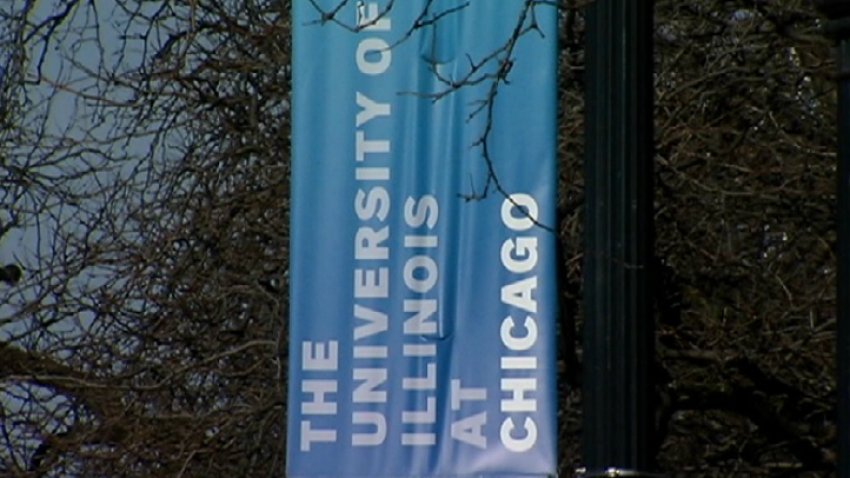 THE
UNIVERSITY OF
ILLINOIS
AT
CHICAGO